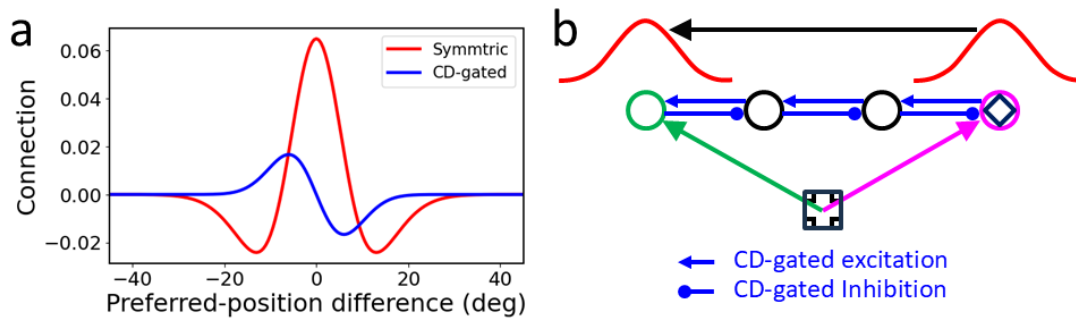 a
0.06
0.04
0.02
0.00
−0.02
Connection
−40
−20
0
20
40
Preferred-position difference (deg)
Symmtric
CD-gated
b
CD-gated excitation
CD-gated Inhibition